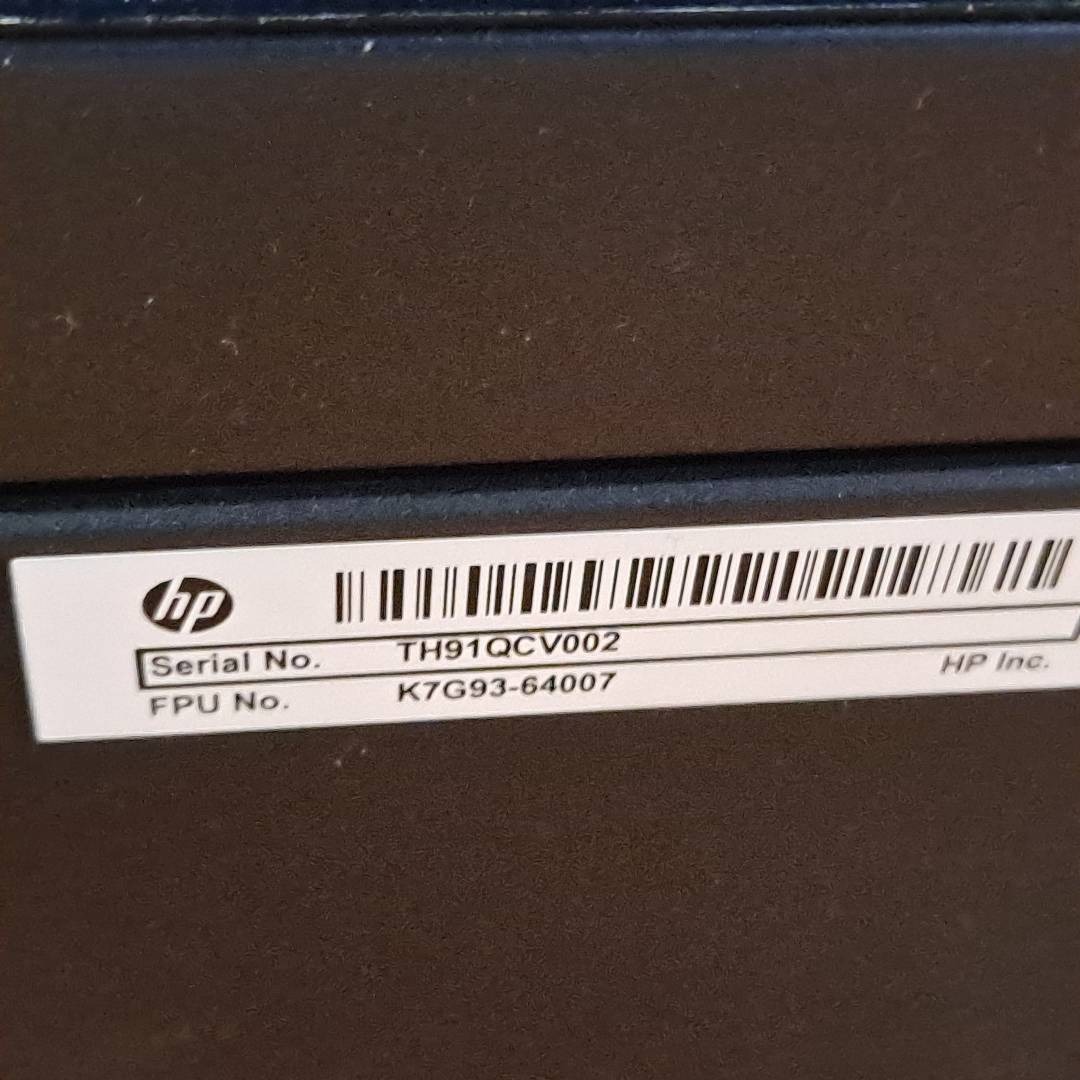 hp
Serial No. TH91QCV002
FPU No. K7G93-64007
HP Inc.